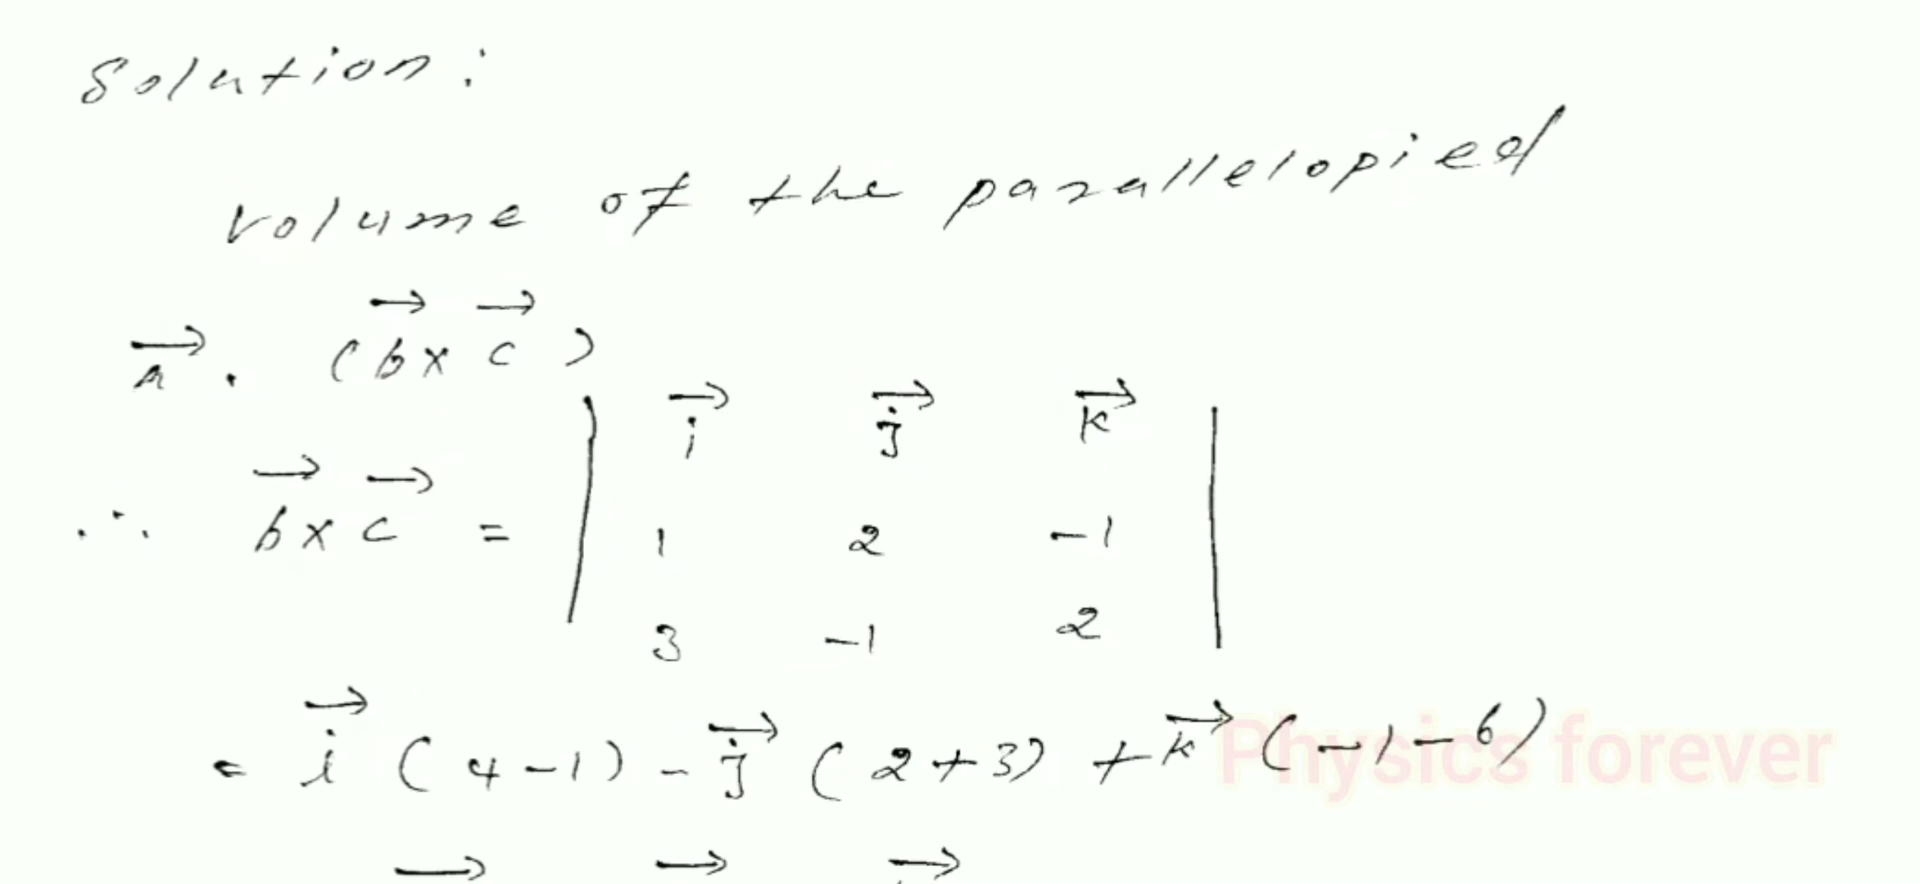 Solution:
Volume of the parallelopied
→ →
→
a . (b x c)
→ → →
i j k
→ →
∴ b x c =
1 2 -1
3 -1 2
→ → →
= i (4-1) - j (2+3) + k (-1-6)
Physics forever
→ → →